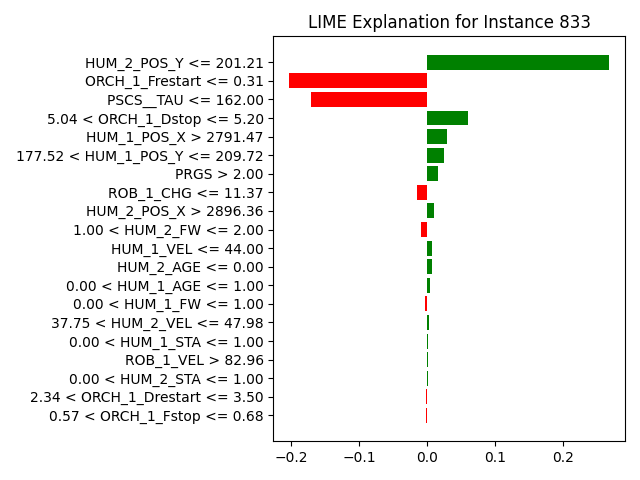 LIME Explanation for Instance 833
HUM_2_POS_Y <= 201.21
ORCH_1_Frestart <= 0.31
PSCS__TAU <= 162.00
5.04 < ORCH_1_Dstop <= 5.20
HUM_1_POS_X > 2791.47
177.52 < HUM_1_POS_Y <= 209.72
PRGS > 2.00
ROB_1_CHG <= 11.37
HUM_2_POS_X > 2896.36
1.00 < HUM_2_FW <= 2.00
HUM_1_VEL <= 44.00
HUM_2_AGE <= 0.00
0.00 < HUM_1_AGE <= 1.00
0.00 < HUM_1_FW <= 1.00
37.75 < HUM_2_VEL <= 47.98
0.00 < HUM_1_STA <= 1.00
ROB_1_VEL > 82.96
0.00 < HUM_2_STA <= 1.00
2.34 < ORCH_1_Drestart <= 3.50
0.57 < ORCH_1_Fstop <= 0.68
−0.2 −0.1 0.0 0.1 0.2